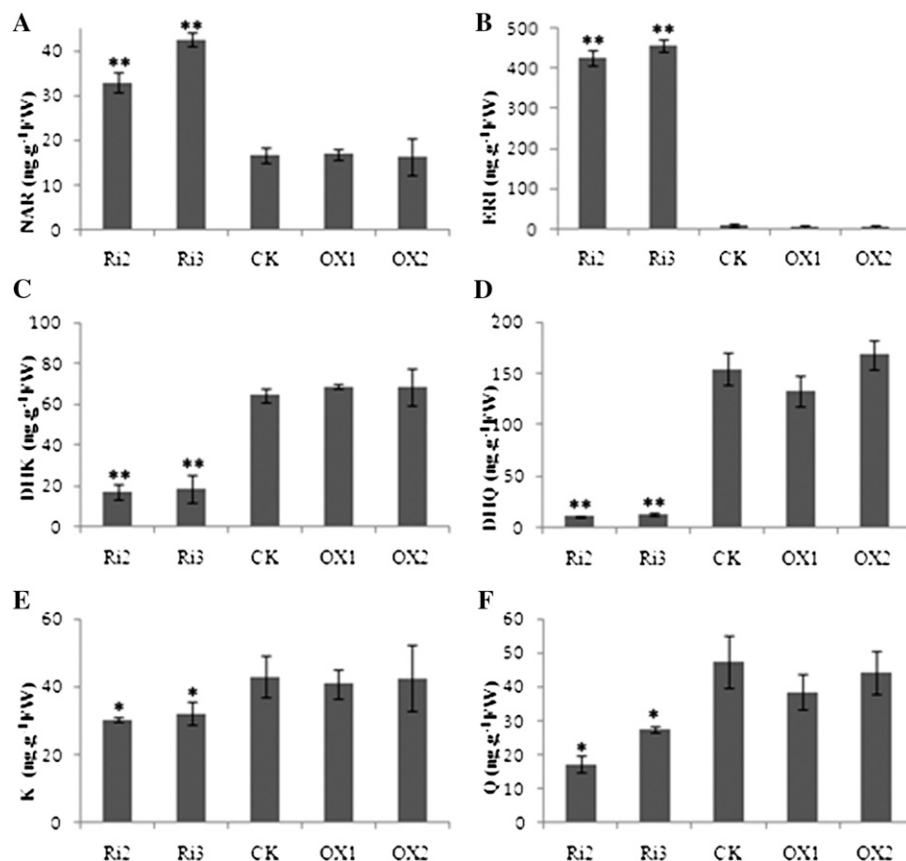 A
NAR (ng·g⁻¹FW)
40
30
20
10
0
**
**
Ri2 Ri3 CK OX1 OX2
B
ERI (ng·g⁻¹FW)
500
400
300
200
100
0
**
**
Ri2 Ri3 CK OX1 OX2
C
DHK (ng·g⁻¹FW)
100
80
60
40
20
0
**
**
Ri2 Ri3 CK OX1 OX2
D
DHQ (ng·g⁻¹FW)
200
150
100
50
0
**
**
Ri2 Ri3 CK OX1 OX2
E
K (ng·g⁻¹FW)
60
40
20
0
*
*
Ri2 Ri3 CK OX1 OX2
F
Q (ng·g⁻¹FW)
60
50
40
30
20
10
0
*
*
Ri2 Ri3 CK OX1 OX2